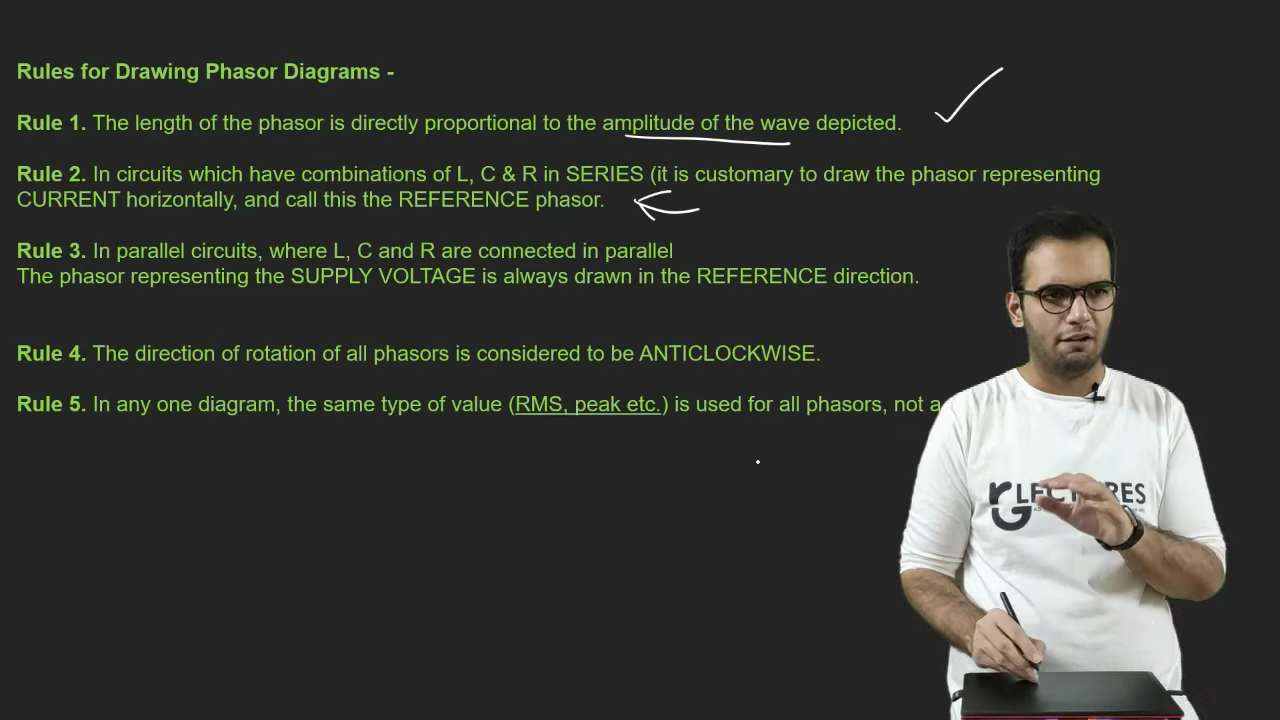 Rules for Drawing Phasor Diagrams -
Rule 1. The length of the phasor is directly proportional to the amplitude of the wave depicted.
Rule 2. In circuits which have combinations of L, C & R in SERIES (it is customary to draw the phasor representing
CURRENT horizontally, and call this the REFERENCE phasor.
Rule 3. In parallel circuits, where L, C and R are connected in parallel
The phasor representing the SUPPLY VOLTAGE is always drawn in the REFERENCE direction.
Rule 4. The direction of rotation of all phasors is considered to be ANTICLOCKWISE.
Rule 5. In any one diagram, the same type of value (RMS, peak etc.) is used for all phasors, not a